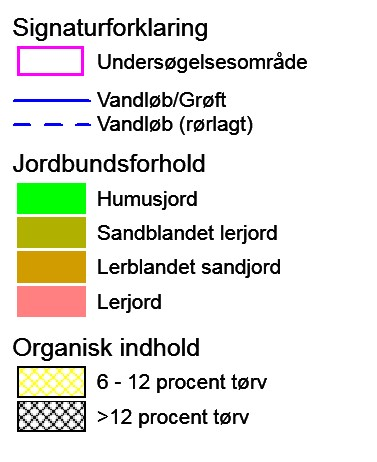 Signaturforklaring
Undersøgelsesområde
Vandløb/Grøft
Vandløb (rørlagt)
Jordbundsforhold
Humusjord
Sandblandet lerjord
Lerblandet sandjord
Lerjord
Organisk indhold
6 - 12 procent tørv
>12 procent tørv